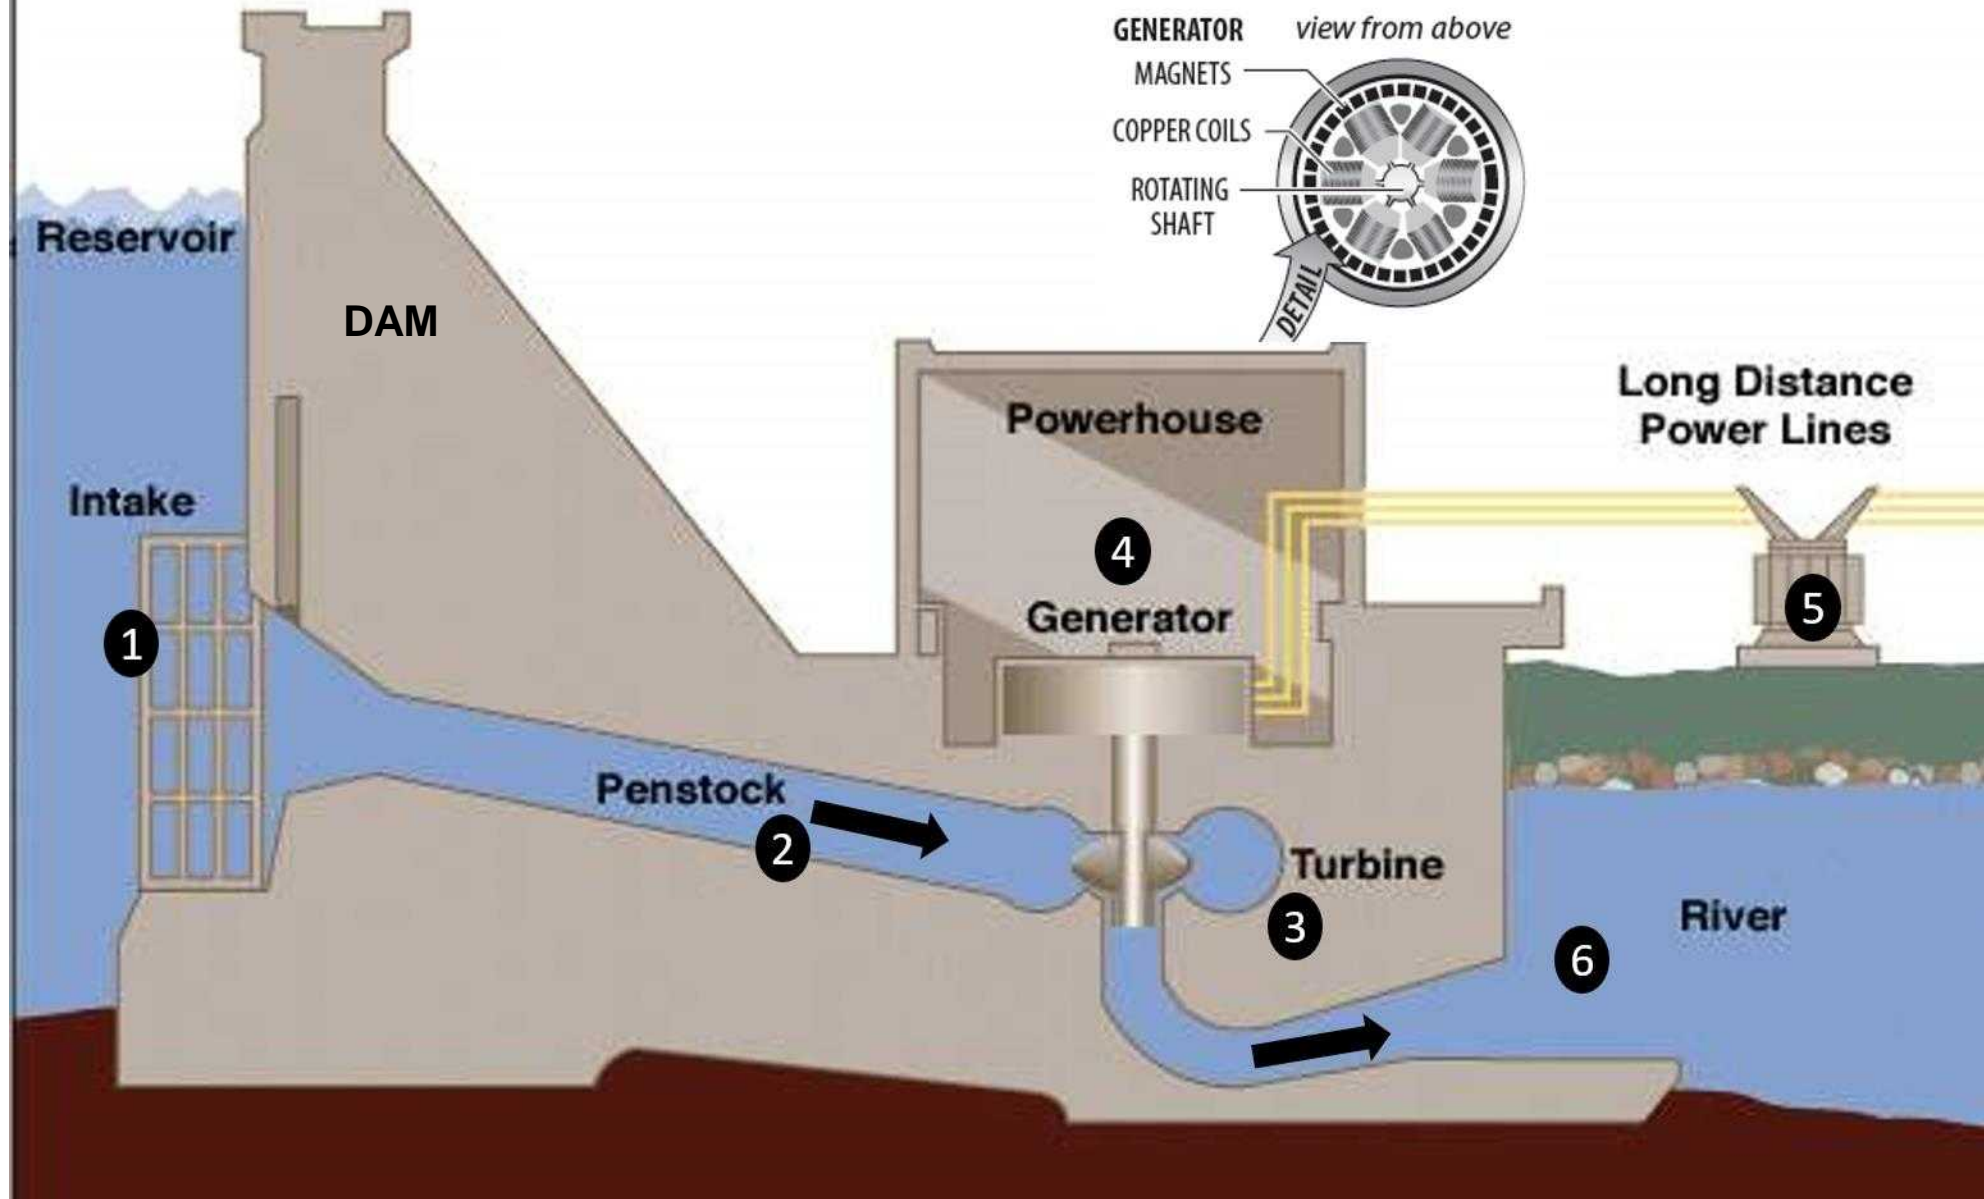 GENERATOR view from above
MAGNETS
COPPER COILS
ROTATING
SHAFT
DETAIL
Reservoir
DAM
Intake
1
Penstock
2
Powerhouse
4
Generator
Turbine
3
Long Distance
Power Lines
5
River
6